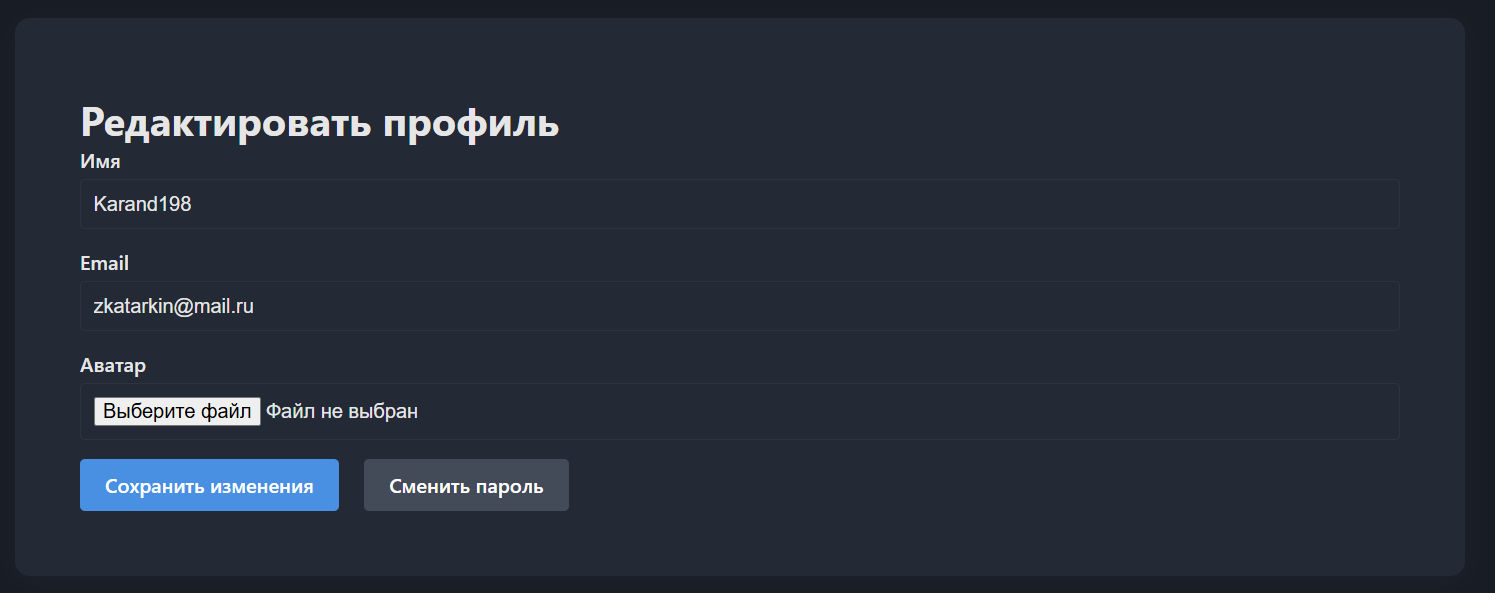 Редактировать профиль
Имя
Karand198
Email
zkatarkin@mail.ru
Аватар
Выберите файл Файл не выбран
Сохранить изменения Сменить пароль